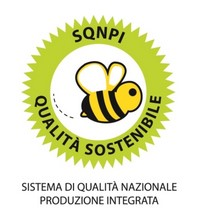 SQNPI
QUALITÀ SOSTENIBILE
SISTEMA DI QUALITÀ NAZIONALE
PRODUZIONE INTEGRATA